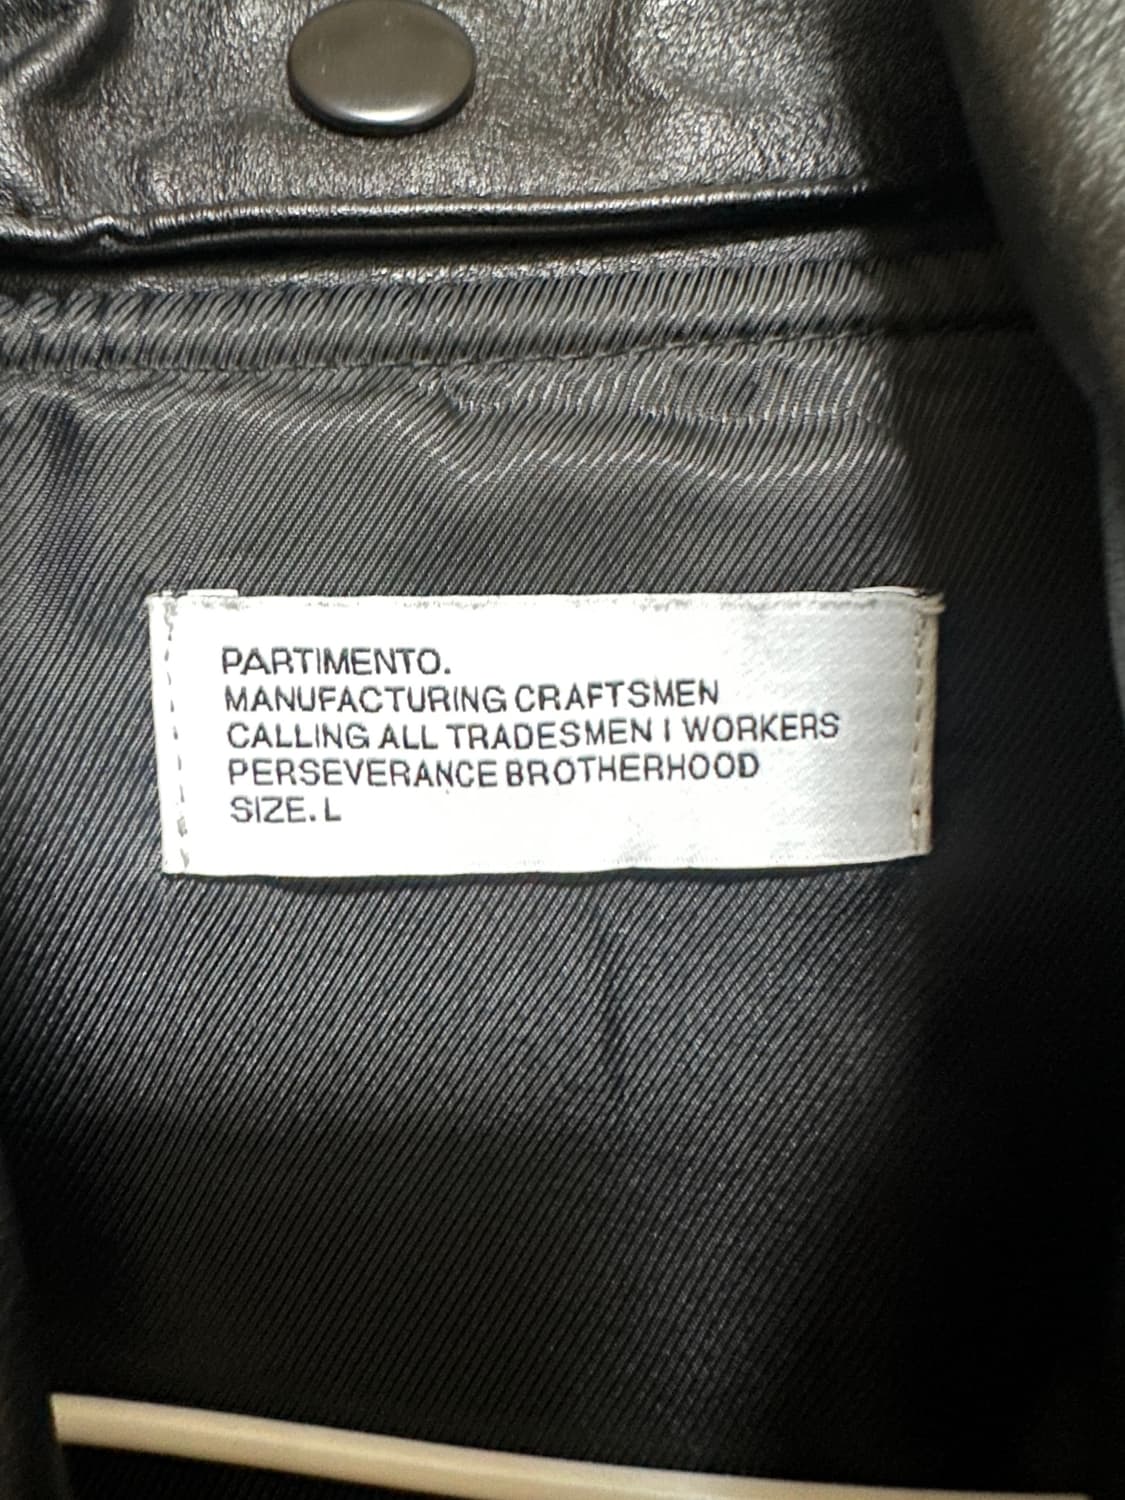 PARTIMENTO.
MANUFACTURING CRAFTSMEN
CALLING ALL TRADESMEN I WORKERS
PERSEVERANCE BROTHERHOOD
SIZE. L